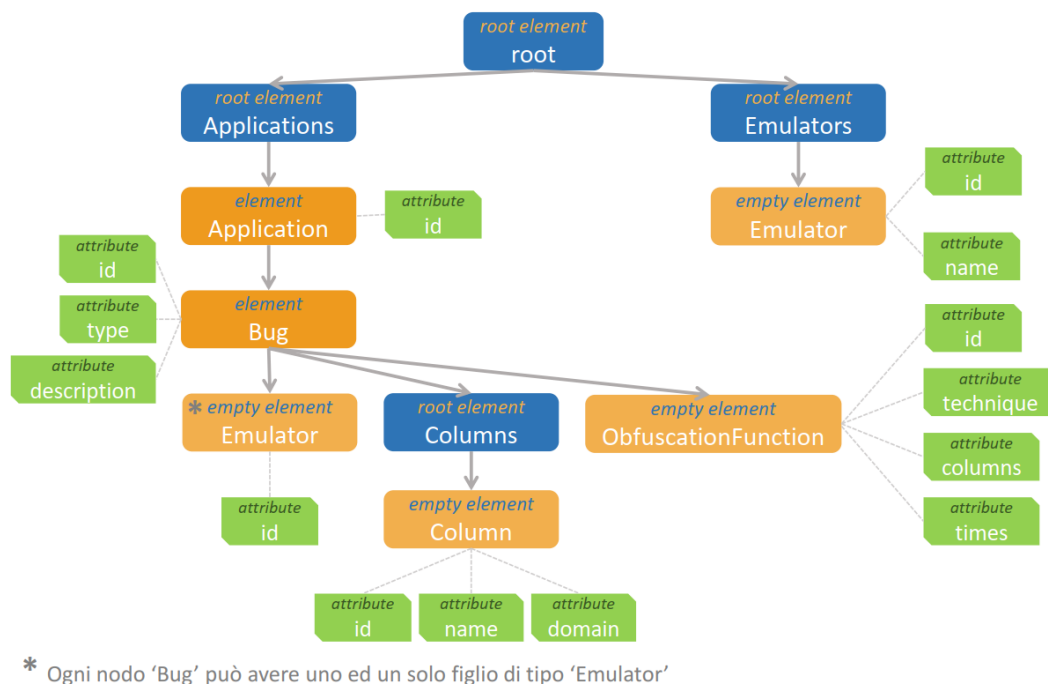 root element
root
root element
Applications
root element
Emulators
element
Application
attribute
id
empty element
Emulator
attribute
id
attribute
name
attribute
id
attribute
type
attribute
description
element
Bug
* empty element
Emulator
attribute
id
root element
Columns
empty element
ObfuscationFunction
attribute
id
attribute
technique
attribute
columns
attribute
times
empty element
Column
attribute
id
attribute
name
attribute
domain
* Ogni nodo ‘Bug’ può avere uno ed un solo figlio di tipo ‘Emulator’